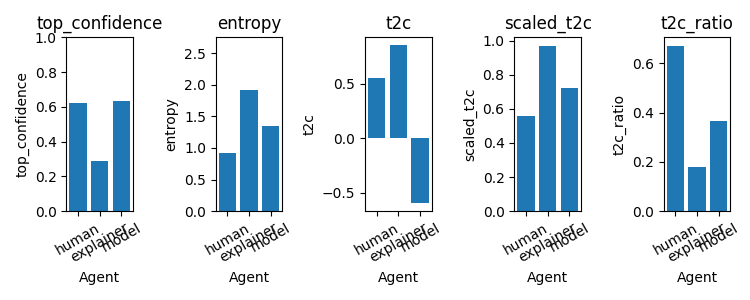 top_confidence
top_confidence
1.0
0.8
0.6
0.4
0.2
0.0
human
explainer
model
Agent
entropy
entropy
2.5
2.0
1.5
1.0
0.5
0.0
human
explainer
model
Agent
t2c
t2c
0.5
0.0
−0.5
human
explainer
model
Agent
scaled_t2c
scaled_t2c
1.0
0.8
0.6
0.4
0.2
0.0
human
explainer
model
Agent
t2c_ratio
t2c_ratio
0.6
0.4
0.2
0.0
human
explainer
model
Agent